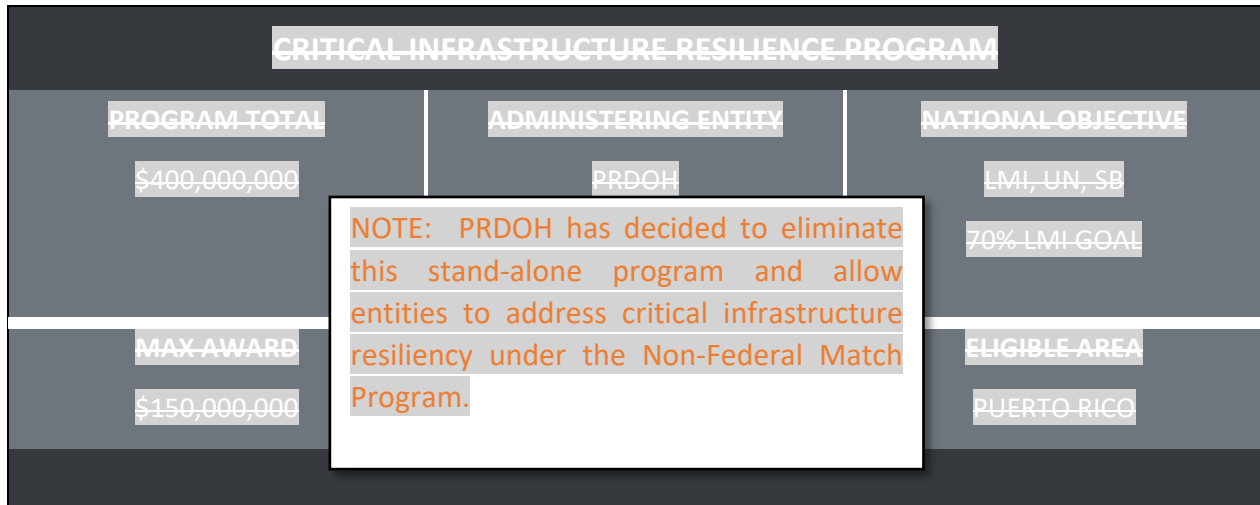 CRITICAL INFRASTRUCTURE RESILIENCE PROGRAM
PROGRAM TOTAL
$400,000,000
ADMINISTERING ENTITY
PRDOH
NATIONAL OBJECTIVE
LMI, UN, SB
70% LMI GOAL
NOTE: PRDOH has decided to eliminate
this stand-alone program and allow
entities to address critical infrastructure
resiliency under the Non-Federal Match
Program.
MAX AWARD
$150,000,000
ELIGIBLE AREA
PUERTO RICO